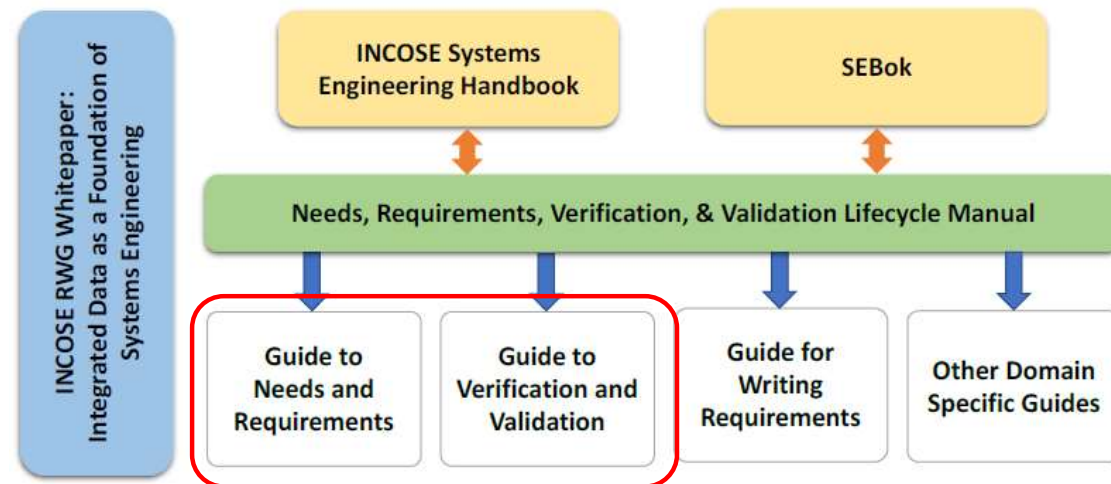 INCOSE RWG Whitepaper:
Integrated Data as a Foundation of
Systems Engineering
INCOSE Systems
Engineering Handbook
SEBok
Needs, Requirements, Verification, & Validation Lifecycle Manual
Guide to
Needs and
Requirements
Guide to
Verification and
Validation
Guide for
Writing
Requirements
Other Domain
Specific Guides